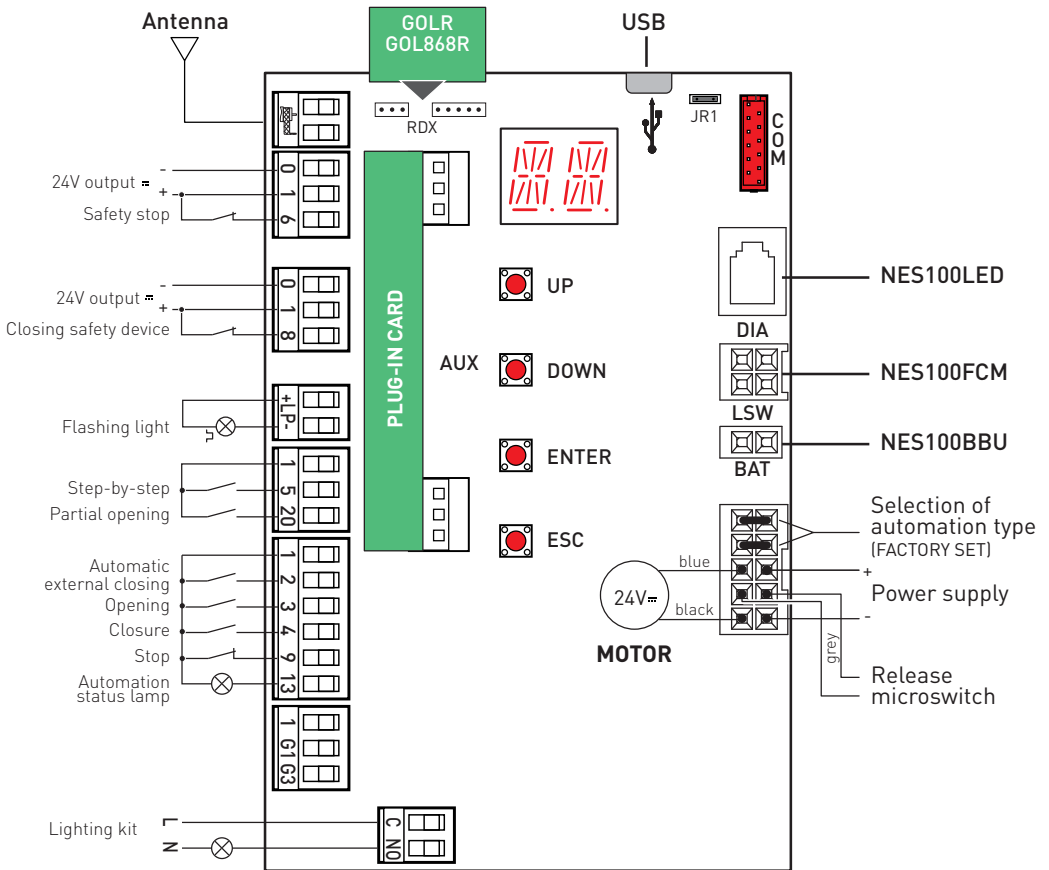 Antenna
GOLR
GOL868R
USB
RDX
JR1
COM
24V output
-
+
Safety stop
0
1
6
24V output
-
+
Closing safety device
0
1
8
PLUG-IN CARD
AUX
UP
DOWN
ENTER
ESC
NES100LED
DIA
NES100FCM
LSW
NES100BBU
BAT
Flashing light
+LP-
Step-by-step
Partial opening
1
5
20
Automatic
external closing
Opening
Closure
Stop
Automation
status lamp
1
2
3
4
9
13
1
G1
G3
Selection of
automation type
(FACTORY SET)
blue
24V
black
MOTOR
+
Power supply
-
grey
Release
microswitch
Lighting kit
L
N
C
NO